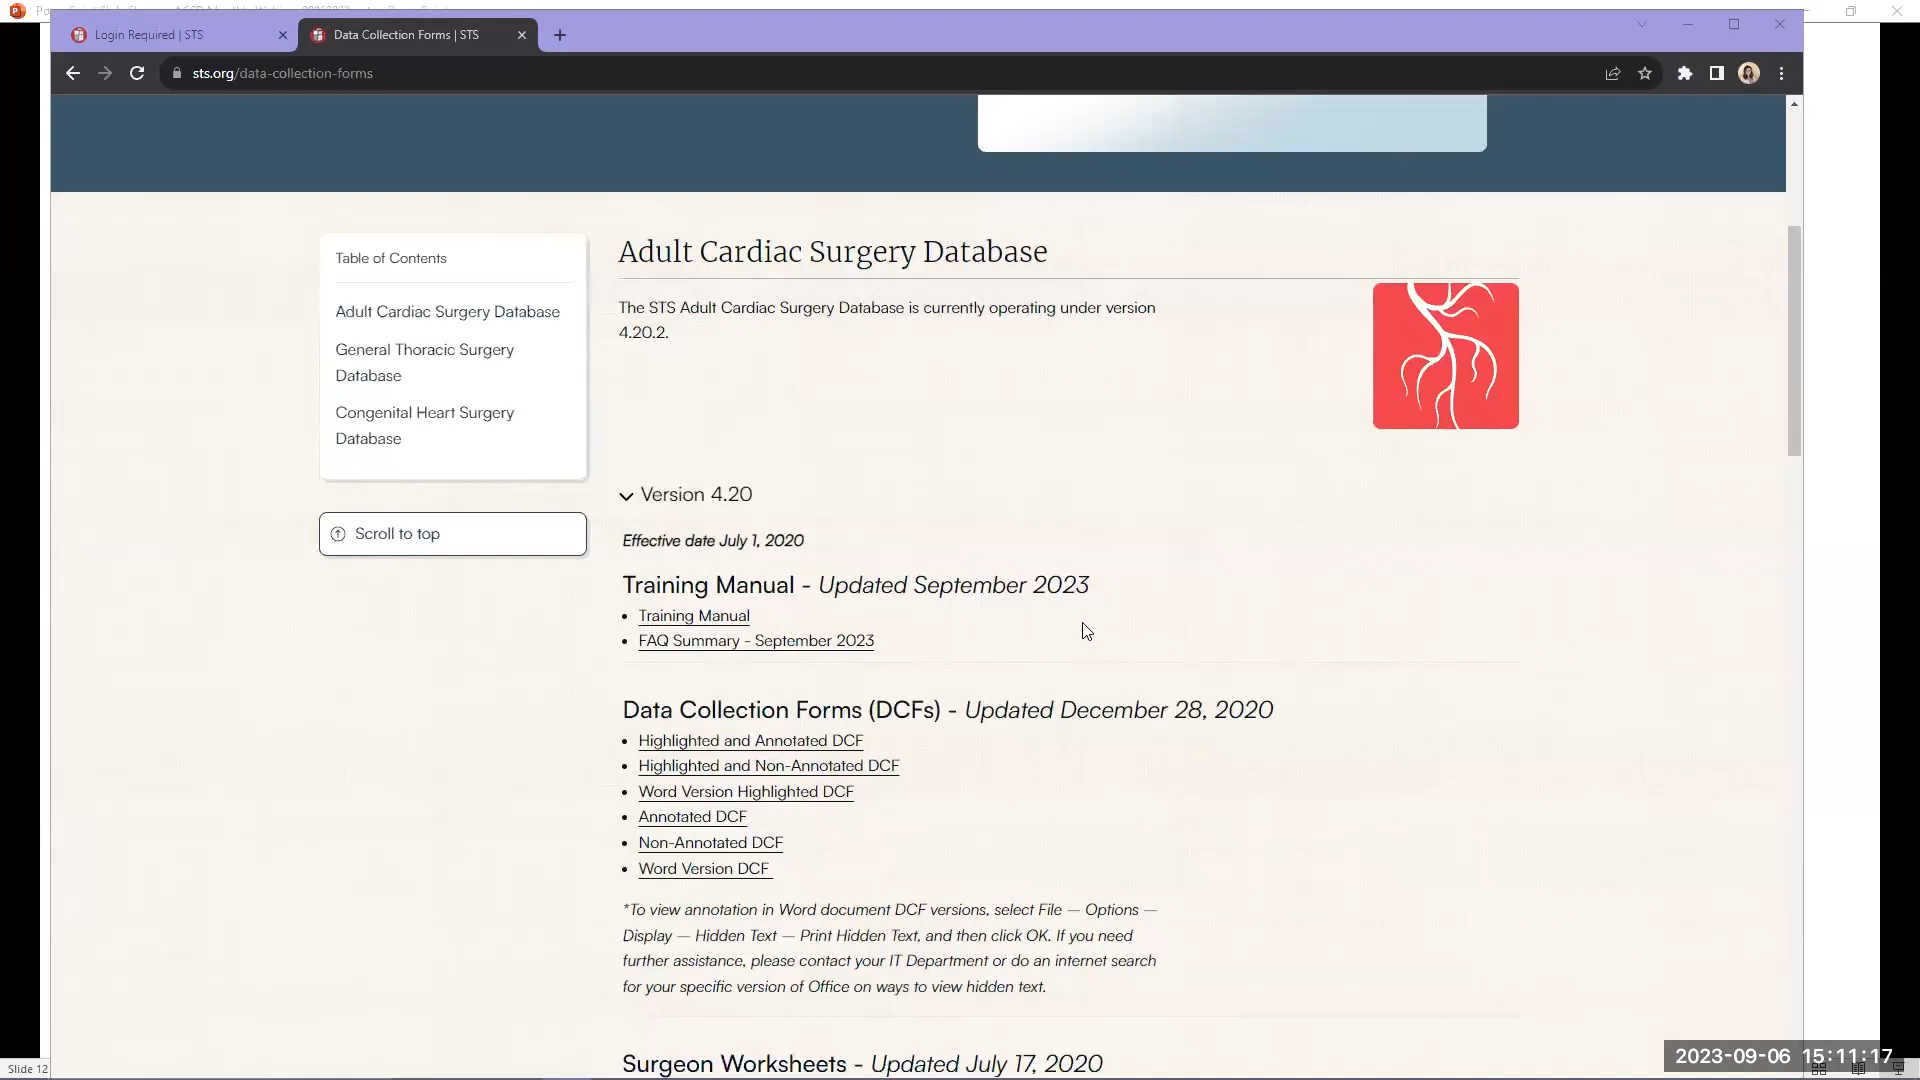 Login Required | STS
Data Collection Forms | STS
sts.org/data-collection-forms
Table of Contents
Adult Cardiac Surgery Database
General Thoracic Surgery
Database
Congenital Heart Surgery
Database
Scroll to top
Adult Cardiac Surgery Database
The STS Adult Cardiac Surgery Database is currently operating under version
4.20.2.
Version 4.20
Effective date July 1, 2020
Training Manual - Updated September 2023
• Training Manual
• FAQ Summary - September 2023
Data Collection Forms (DCFs) - Updated December 28, 2020
• Highlighted and Annotated DCF
• Highlighted and Non-Annotated DCF
• Word Version Highlighted DCF
• Annotated DCF
• Non-Annotated DCF
• Word Version DCF
*To view annotation in Word document DCF versions, select File — Options —
Display — Hidden Text — Print Hidden Text, and then click OK. If you need
further assistance, please contact your IT Department or do an internet search
for your specific version of Office on ways to view hidden text.
Surgeon Worksheets - Updated July 17, 2020
Slide 12
2023-09-06 15:11:17